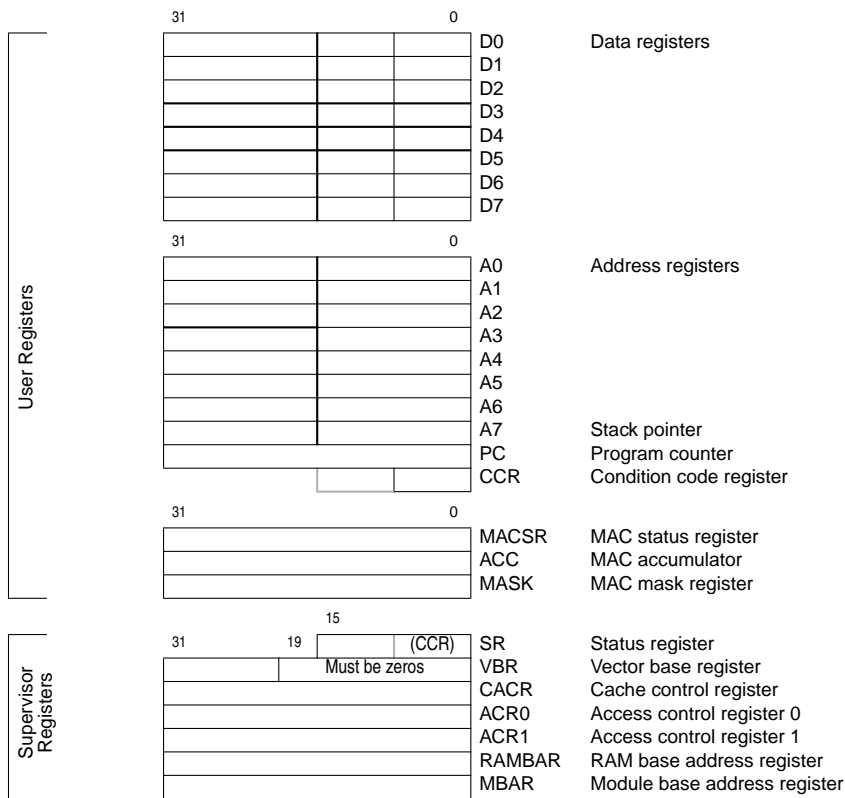 31 0
D0 Data registers
D1
D2
D3
D4
D5
D6
D7
31 0
A0 Address registers
A1
A2
A3
A4
A5
A6
A7 Stack pointer
PC Program counter
CCR Condition code register
User Registers
31 0
MACSR MAC status register
ACC MAC accumulator
MASK MAC mask register
15
31 19 (CCR) SR Status register
Must be zeros VBR Vector base register
CACR Cache control register
ACR0 Access control register 0
ACR1 Access control register 1
RAMBAR RAM base address register
MBAR Module base address register
Supervisor
Registers